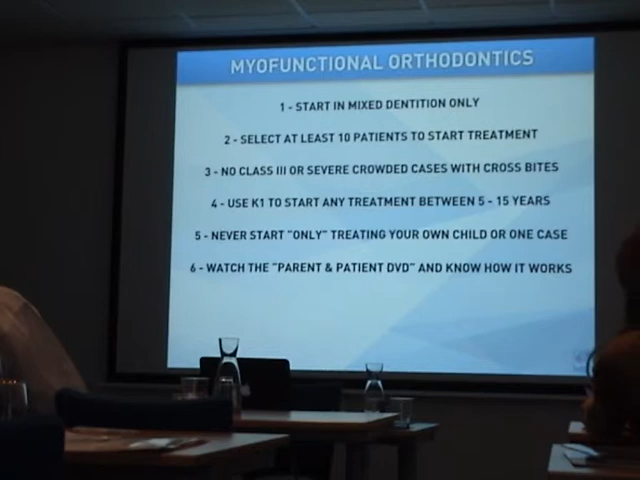 MYOFUNCTIONAL ORTHODONTICS
1 - START IN MIXED DENTITION ONLY
2 - SELECT AT LEAST 10 PATIENTS TO START TREATMENT
3 - NO CLASS III OR SEVERE CROWDED CASES WITH CROSS BITES
4 - USE K1 TO START ANY TREATMENT BETWEEN 5 - 15 YEARS
5 - NEVER START "ONLY" TREATING YOUR OWN CHILD OR ONE CASE
6 - WATCH THE "PARENT & PATIENT DVD" AND KNOW HOW IT WORKS